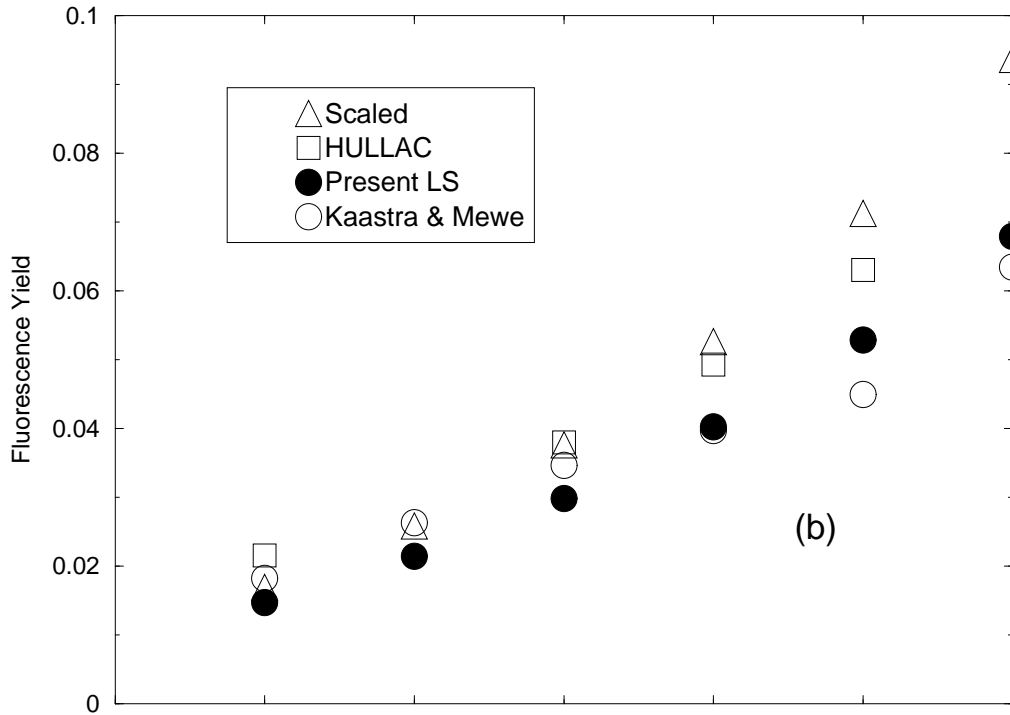 0.1
0.08
0.06
0.04
0.02
0
Fluorescence Yield
Scaled
HULLAC
Present LS
Kaastra & Mewe
(b)